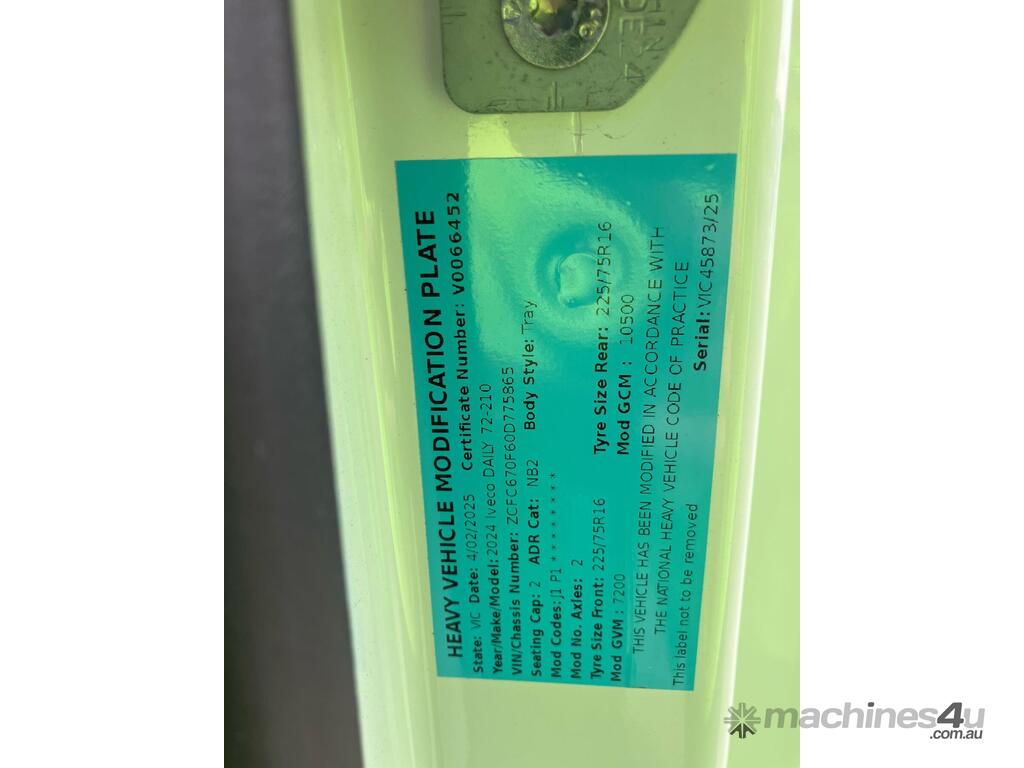 HEAVY VEHICLE MODIFICATION PLATE
State: VIC Date: 4/02/2025 Certificate Number: V0066452
Year/Make/Model: 2024 Iveco DAILY 72-210
VIN/Chassis Number: ZCFC670F60D775865
Seating Cap: 2 ADR Cat: NB2 Body Style: Tray
Mod Codes: J1 P1 * * * * * * * *
Mod No. Axles: 2
Tyre Size Front: 225/75R16 Tyre Size Rear: 225/75R16
Mod GVM : 7200 Mod GCM : 10500
THIS VEHICLE HAS BEEN MODIFIED IN ACCORDANCE WITH
THE NATIONAL HEAVY VEHICLE CODE OF PRACTICE
This label not to be removed Serial: VIC45873/25
machines4u
.com.au